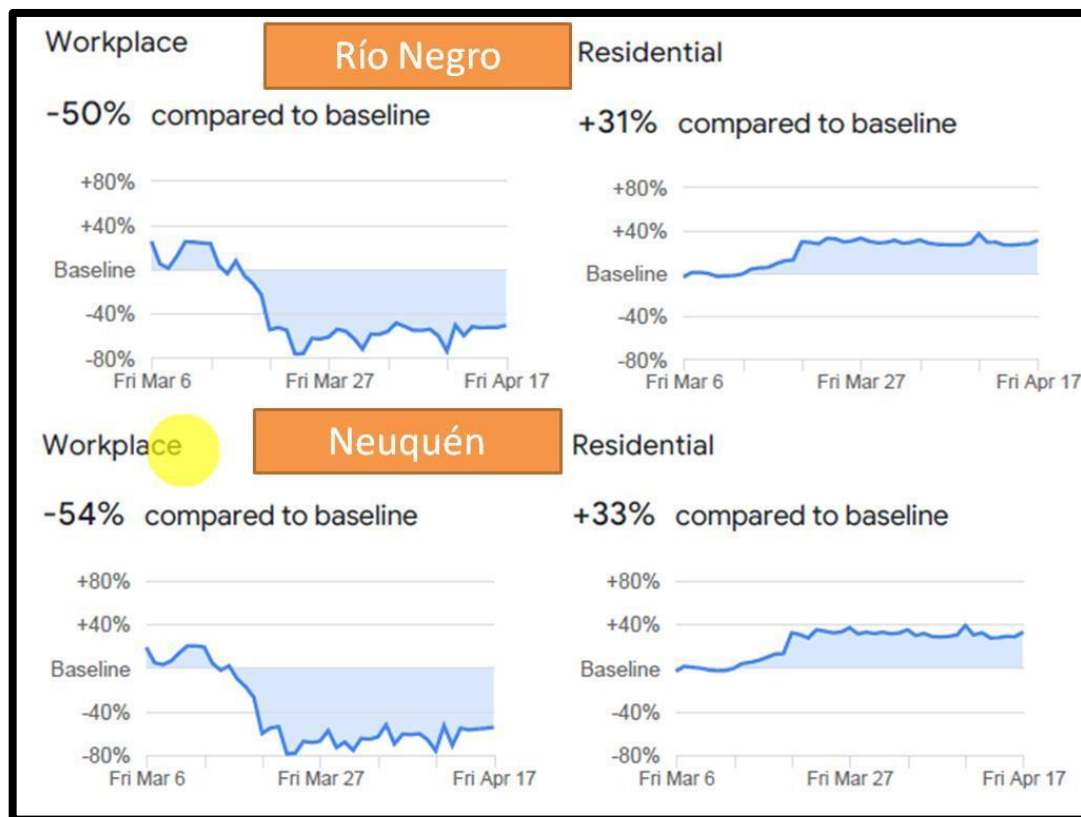 Workplace
Río Negro
Residential
-50% compared to baseline
+31% compared to baseline
+80%
+40%
Baseline
-40%
-80%
Fri Mar 6
Fri Mar 27
Fri Apr 17
+80%
+40%
Baseline
-40%
-80%
Fri Mar 6
Fri Mar 27
Fri Apr 17
Workplace
Neuquén
Residential
-54% compared to baseline
+33% compared to baseline
+80%
+40%
Baseline
-40%
-80%
Fri Mar 6
Fri Mar 27
Fri Apr 17
+80%
+40%
Baseline
-40%
-80%
Fri Mar 6
Fri Mar 27
Fri Apr 17